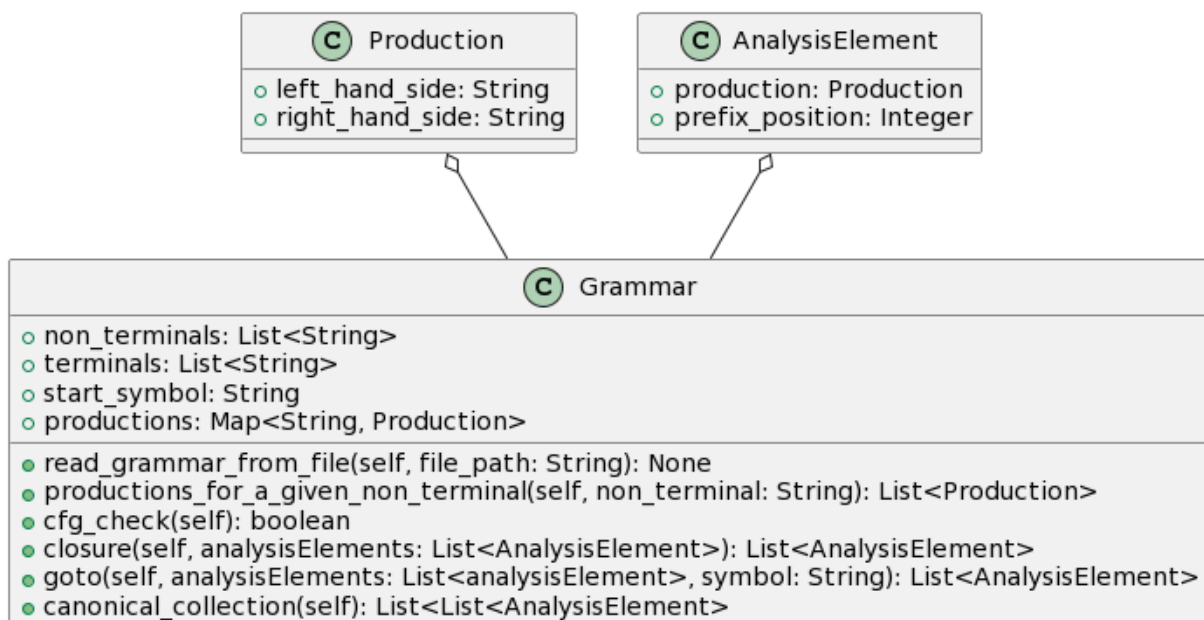 C Production
+ left_hand_side: String
+ right_hand_side: String
C AnalysisElement
+ production: Production
+ prefix_position: Integer
C Grammar
non_terminals: List<String>
terminals: List<String>
start_symbol: String
productions: Map<String, Production>
read_grammar_from_file(self, file_path: String): None
productions_for_a_given_non_terminal(self, non_terminal: String): List<Production>
cfg_check(self): boolean
closure(self, analysisElements: List<AnalysisElement>): List<AnalysisElement>
goto(self, analysisElements: List<analysisElement>, symbol: String): List<AnalysisElement>
canonical_collection(self): List<List<AnalysisElement>